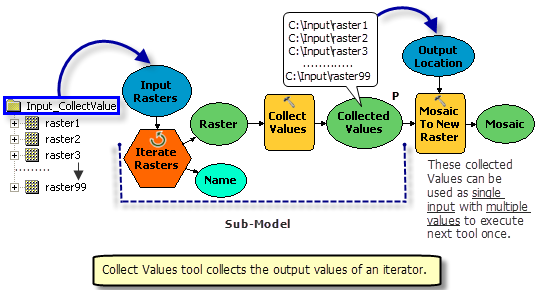 C:\Input\raster1
C:\Input\raster2
C:\Input\raster3
..............
C:\Input\raster99
Output
Location
Input
Rasters
Input_CollectValue
raster1
raster2
raster3
..........
raster99
Iterate
Rasters
Raster
Name
Collect
Values
Collected
Values
P
Mosaic
To New
Raster
Mosaic
These collected
Values can be
used as single
input with multiple
values to execute
next tool once.
Sub-Model
Collect Values tool collects the output values of an iterator.